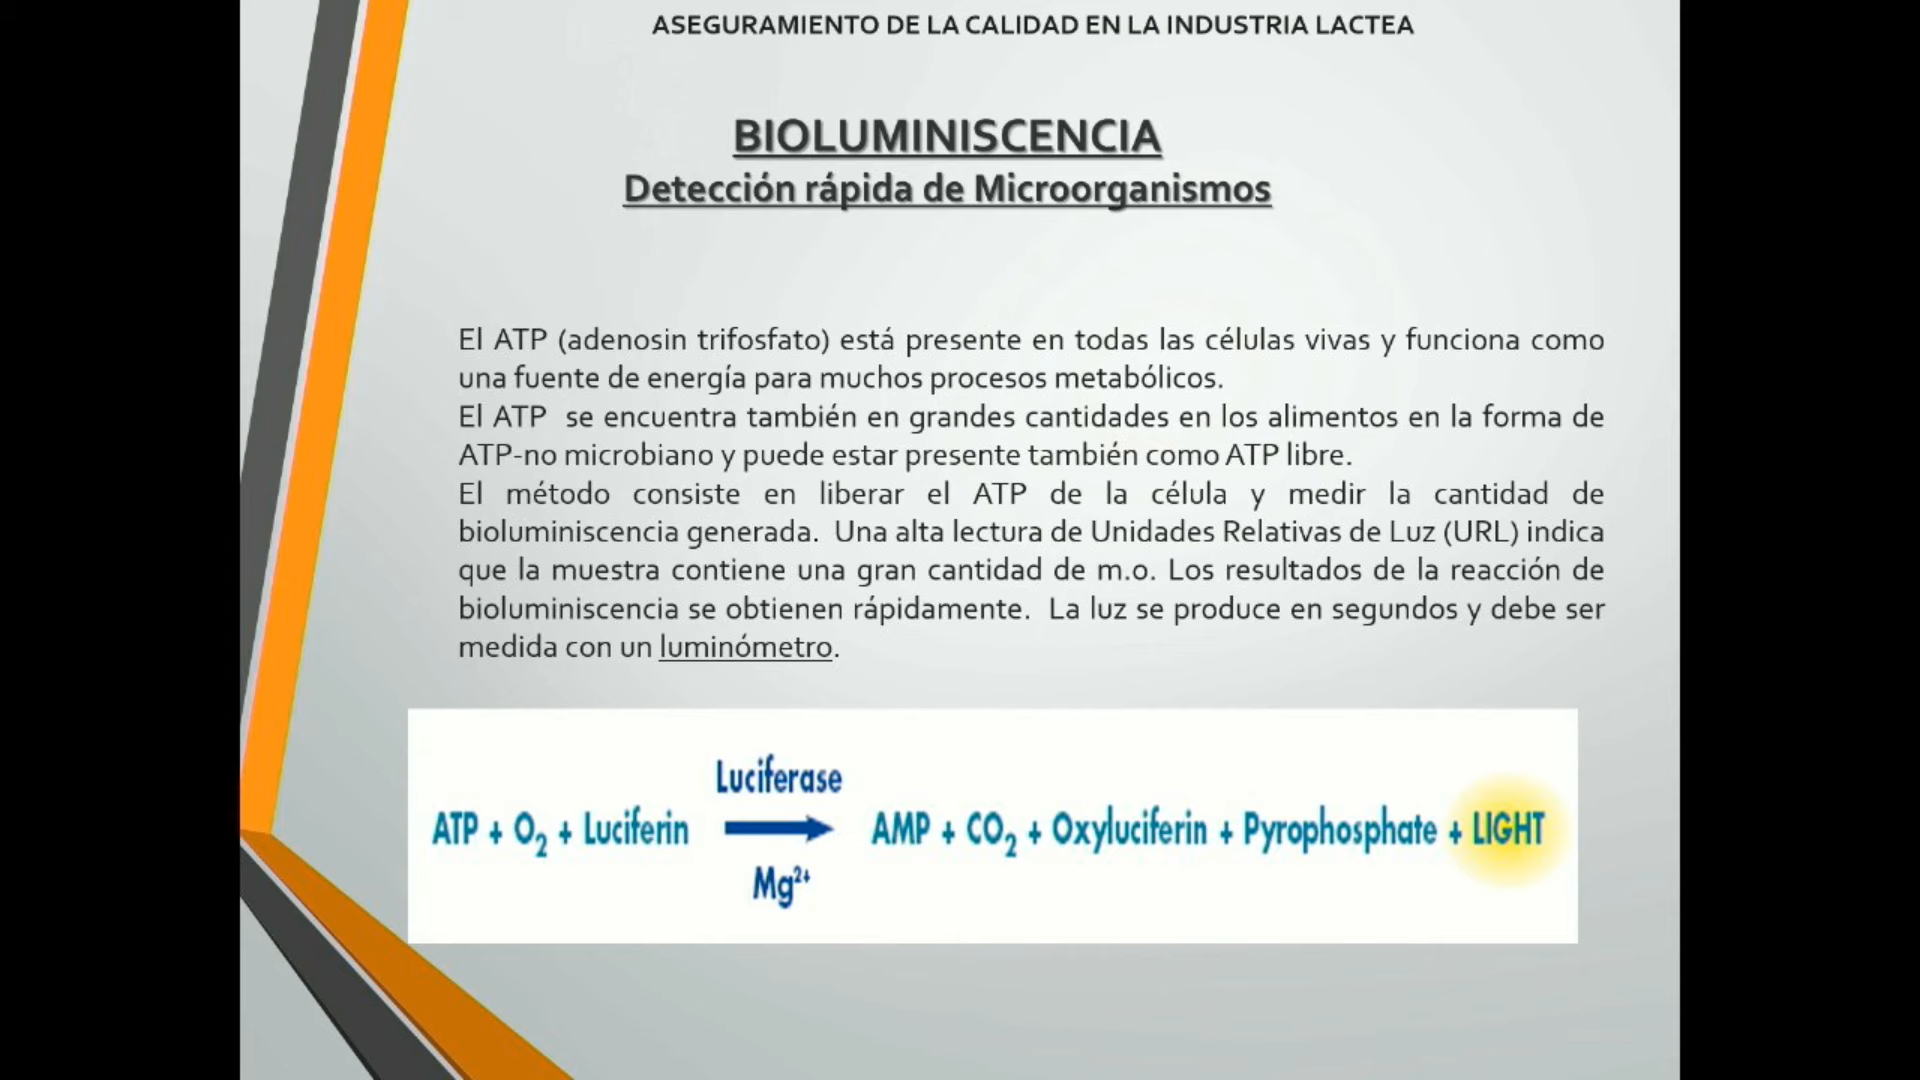 ASEGURAMIENTO DE LA CALIDAD EN LA INDUSTRIA LACTEA
BIOLUMINISCENCIA
Detección rápida de Microorganismos
El ATP (adenosin trifosfato) está presente en todas las células vivas y funciona como
una fuente de energía para muchos procesos metabólicos.
El ATP se encuentra también en grandes cantidades en los alimentos en la forma de
ATP-no microbiano y puede estar presente también como ATP libre.
El método consiste en liberar el ATP de la célula y medir la cantidad de
bioluminiscencia generada. Una alta lectura de Unidades Relativas de Luz (URL) indica
que la muestra contiene una gran cantidad de m.o. Los resultados de la reacción de
bioluminiscencia se obtienen rápidamente. La luz se produce en segundos y debe ser
medida con un luminómetro.
Luciferase
ATP + O₂ + Luciferin → AMP + CO₂ + Oxyluciferin + Pyrophosphate + LIGHT
Mg²⁺